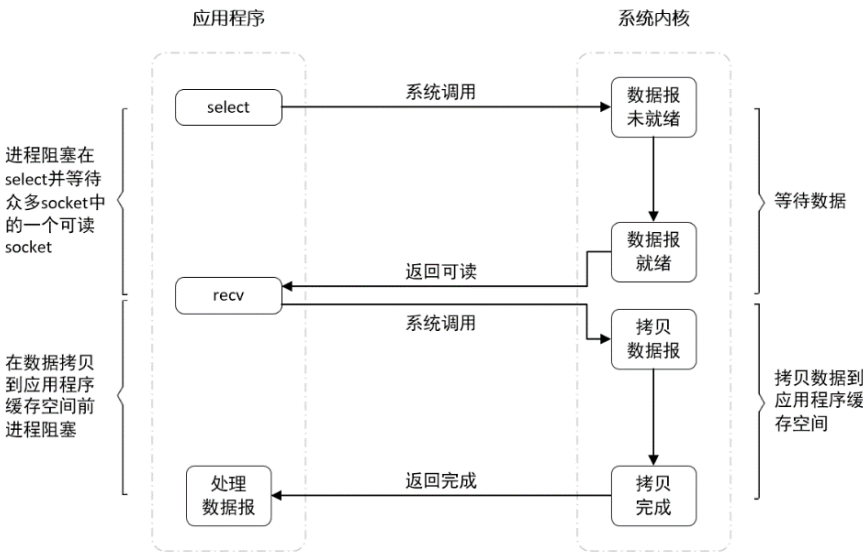 应用程序
系统内核
select
系统调用
数据报
未就绪
进程阻塞在
select并等待
众多socket中
的一个可读
socket
等待数据
数据报
就绪
返回可读
recv
系统调用
拷贝
数据报
在数据拷贝
到应用程序
缓存空间前
进程阻塞
拷贝数据到
应用程序缓
存空间
处理
数据报
返回完成
拷贝
完成